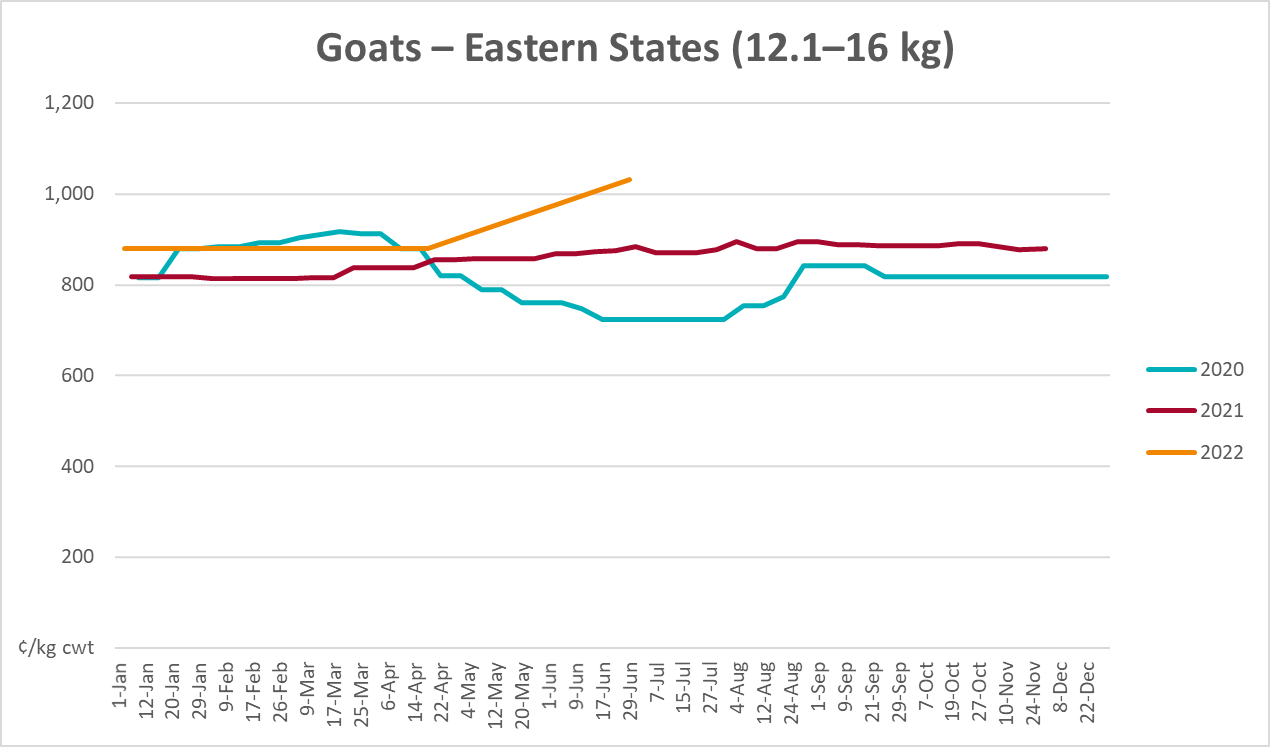 Goats – Eastern States (12.1–16 kg)
1,200
1,000
800
600
400
200
¢/kg cwt
1-Jan
12-Jan
20-Jan
29-Jan
9-Feb
17-Feb
26-Feb
9-Mar
17-Mar
25-Mar
6-Apr
14-Apr
22-Apr
4-May
12-May
20-May
1-Jun
9-Jun
17-Jun
29-Jun
7-Jul
15-Jul
27-Jul
4-Aug
12-Aug
24-Aug
1-Sep
9-Sep
21-Sep
29-Sep
7-Oct
19-Oct
27-Oct
10-Nov
24-Nov
8-Dec
22-Dec
2020
2021
2022